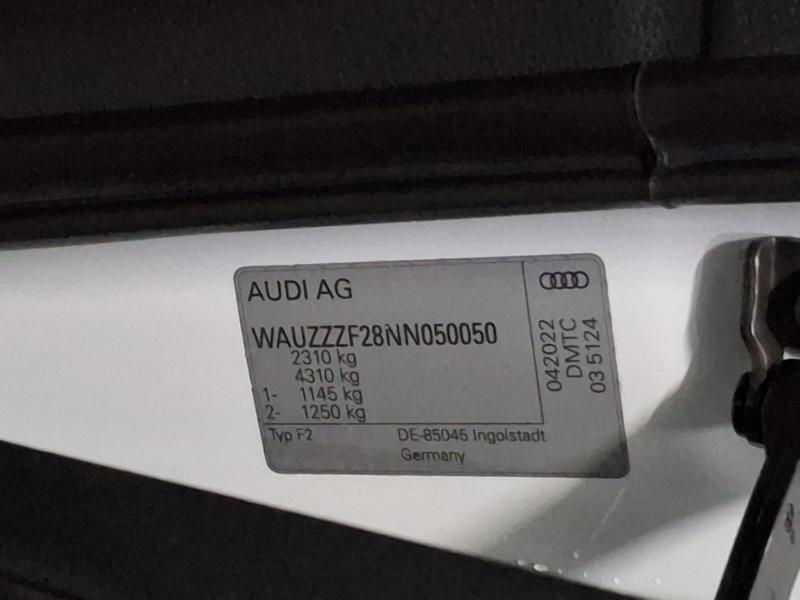 AUDI AG
WAUZZZF28NN050050
2310 kg
4310 kg
1- 1145 kg
2- 1250 kg
Typ F2
DE-85045 Ingolstadt
Germany
042022
DMTC
03 5124